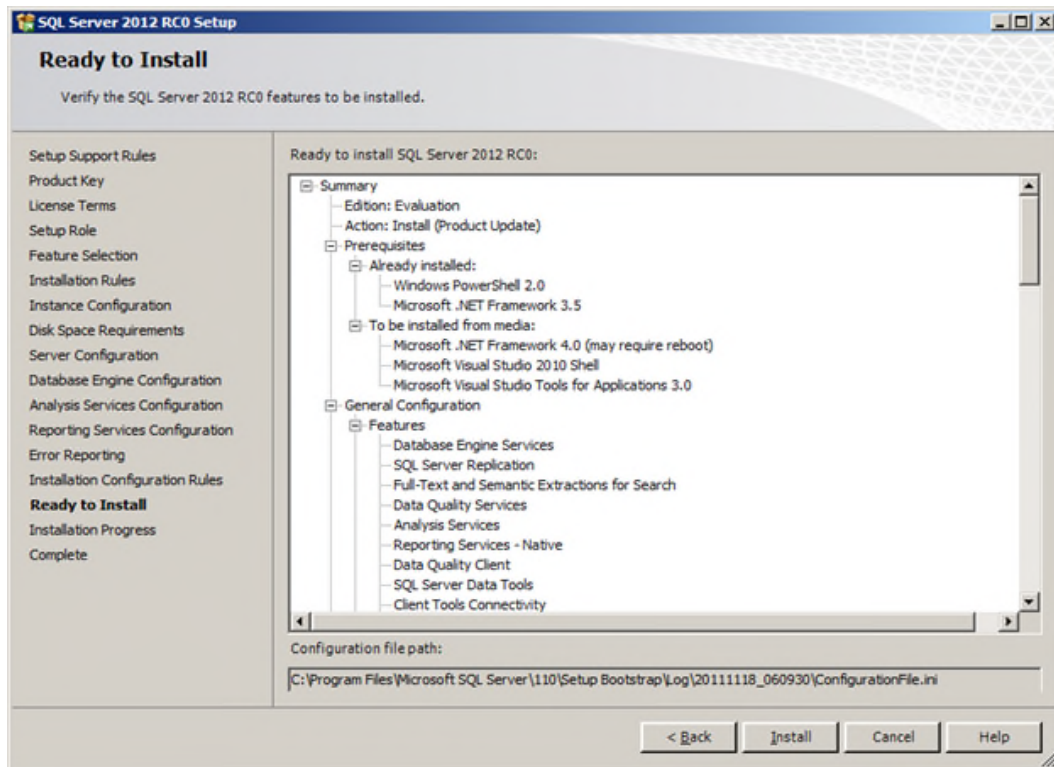 SQL Server 2012 RC0 Setup
Ready to Install
Verify the SQL Server 2012 RC0 features to be installed.
Setup Support Rules
Product Key
License Terms
Setup Role
Feature Selection
Installation Rules
Instance Configuration
Disk Space Requirements
Server Configuration
Database Engine Configuration
Analysis Services Configuration
Reporting Services Configuration
Error Reporting
Installation Configuration Rules
Ready to Install
Installation Progress
Complete
Ready to install SQL Server 2012 RC0:
Summary
Edition: Evaluation
Action: Install (Product Update)
Prerequisites
Already installed:
Windows PowerShell 2.0
Microsoft .NET Framework 3.5
To be installed from media:
Microsoft .NET Framework 4.0 (may require reboot)
Microsoft Visual Studio 2010 Shell
Microsoft Visual Studio Tools for Applications 3.0
General Configuration
Features
Database Engine Services
SQL Server Replication
Full-Text and Semantic Extractions for Search
Data Quality Services
Analysis Services
Reporting Services - Native
Data Quality Client
SQL Server Data Tools
Client Tools Connectivity
Configuration file path:
C:\Program Files\Microsoft SQL Server\110\Setup Bootstrap\Log\20111118_060930\ConfigurationFile.ini
< Back
Install
Cancel
Help